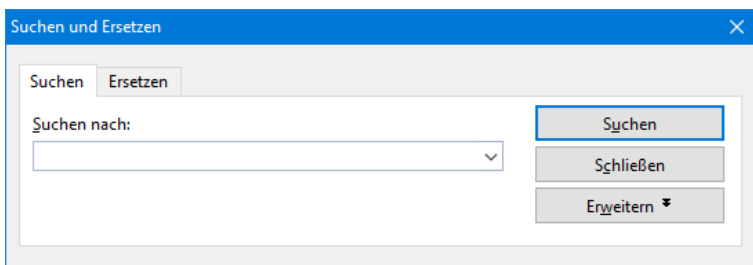 Suchen und Ersetzen
Suchen Ersetzen
Suchen nach:
Suchen
Schließen
Erweitern